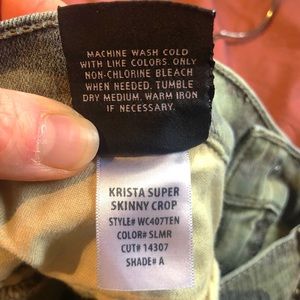 MACHINE WASH COLD
WITH LIKE COLORS. ONLY
NON-CHLORINE BLEACH
WHEN NEEDED. TUMBLE
DRY MEDIUM. WARM IRON
IF NECESSARY.
KRISTA SUPER
SKINNY CROP
STYLE# WC407TEN
COLOR# SLMR
CUT# 14307
SHADE# A